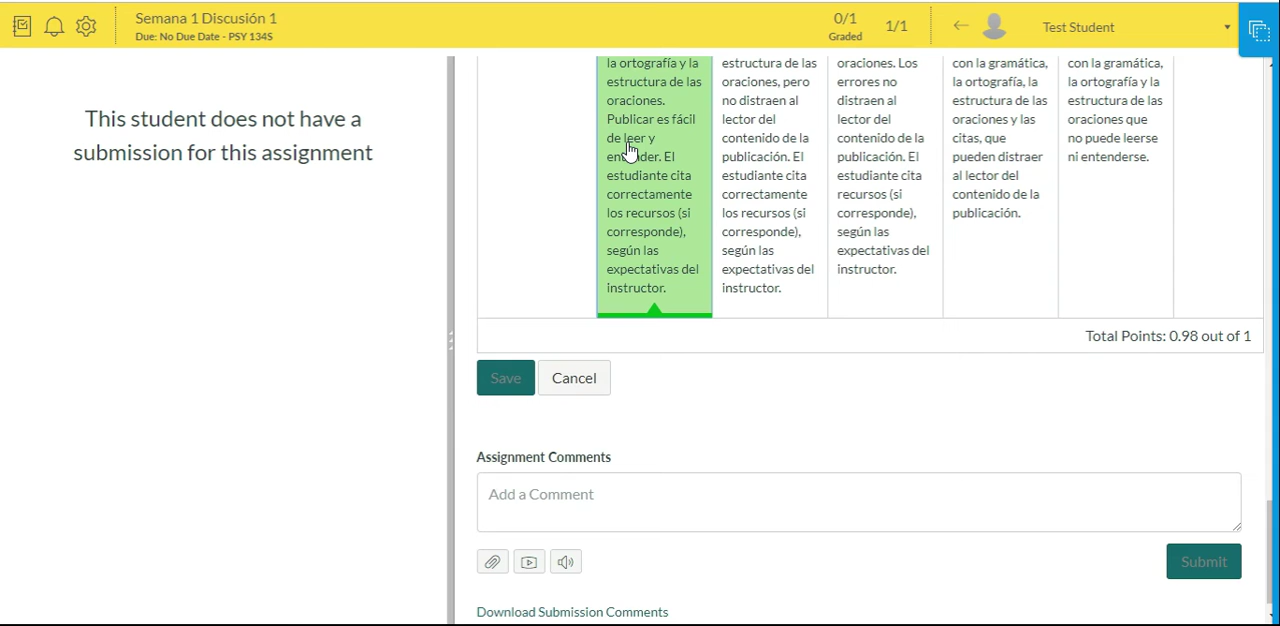 Semana 1 Discusión 1
Due: No Due Date - PSY 134S
0/1
Graded
1/1
Test Student
This student does not have a
submission for this assignment
la ortografía y la
estructura de las
oraciones.
Publicar es fácil
de leer y
entender. El
estudiante cita
correctamente
los recursos (si
corresponde),
según las
expectativas del
instructor.
estructura de las
oraciones, pero
no distraen al
lector del
contenido de la
publicación. El
estudiante cita
correctamente
los recursos (si
corresponde),
según las
expectativas del
instructor.
oraciones. Los
errores no
distraen al
lector del
contenido de la
publicación. El
estudiante cita
recursos (si
corresponde),
según las
expectativas del
instructor.
con la gramática,
la ortografía, la
estructura de las
oraciones y las
citas, que
pueden distraer
al lector del
contenido de la
publicación.
con la gramática,
la ortografía y la
estructura de las
oraciones que
no puede leerse
ni entenderse.
Total Points: 0.98 out of 1
Save
Cancel
Assignment Comments
Add a Comment
Submit
Download Submission Comments